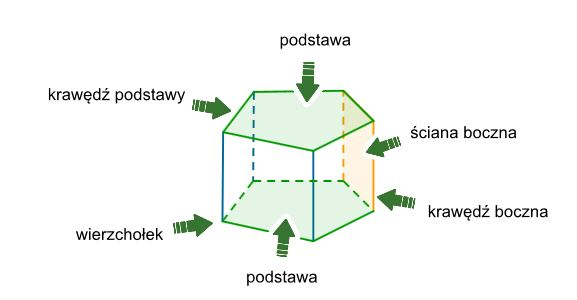 podstawa
krawędź podstawy
ściana boczna
krawędź boczna
wierzchołek
podstawa